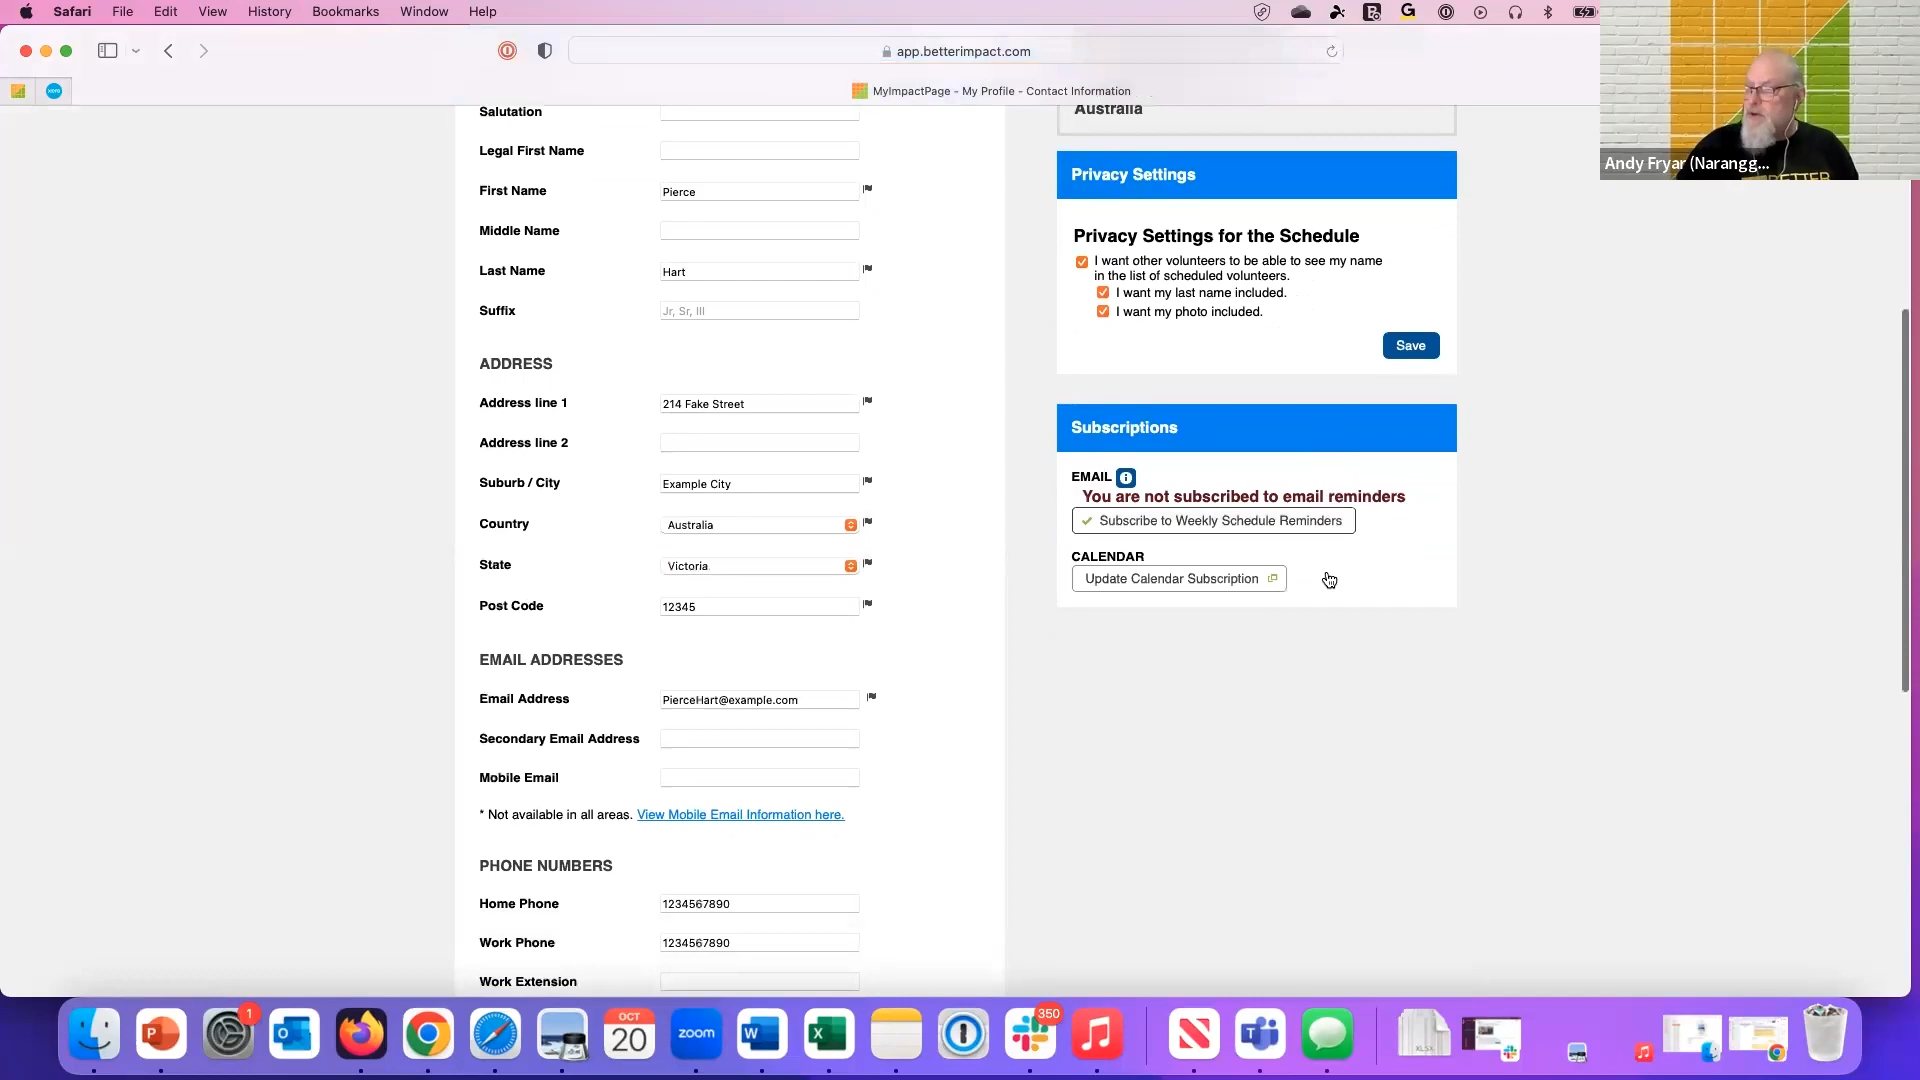 Safari File Edit View History Bookmarks Window Help
app.betterimpact.com
xero
MyImpactPage - My Profile - Contact Information
Andy Fryar (Narangg...
BETTER
Salutation
Legal First Name
First Name Pierce
Middle Name
Last Name Hart
Suffix Jr, Sr, III
ADDRESS
Address line 1 214 Fake Street
Address line 2
Suburb / City Example City
Country Australia
State Victoria
Post Code 12345
EMAIL ADDRESSES
Email Address PierceHart@example.com
Secondary Email Address
Mobile Email
* Not available in all areas. View Mobile Email Information here.
PHONE NUMBERS
Home Phone 1234567890
Work Phone 1234567890
Work Extension
Australia
Privacy Settings
Privacy Settings for the Schedule
I want other volunteers to be able to see my name
in the list of scheduled volunteers.
I want my last name included.
I want my photo included.
Save
Subscriptions
EMAIL
You are not subscribed to email reminders
Subscribe to Weekly Schedule Reminders
CALENDAR
Update Calendar Subscription
1
OCT
20
zoom
350
XLSX